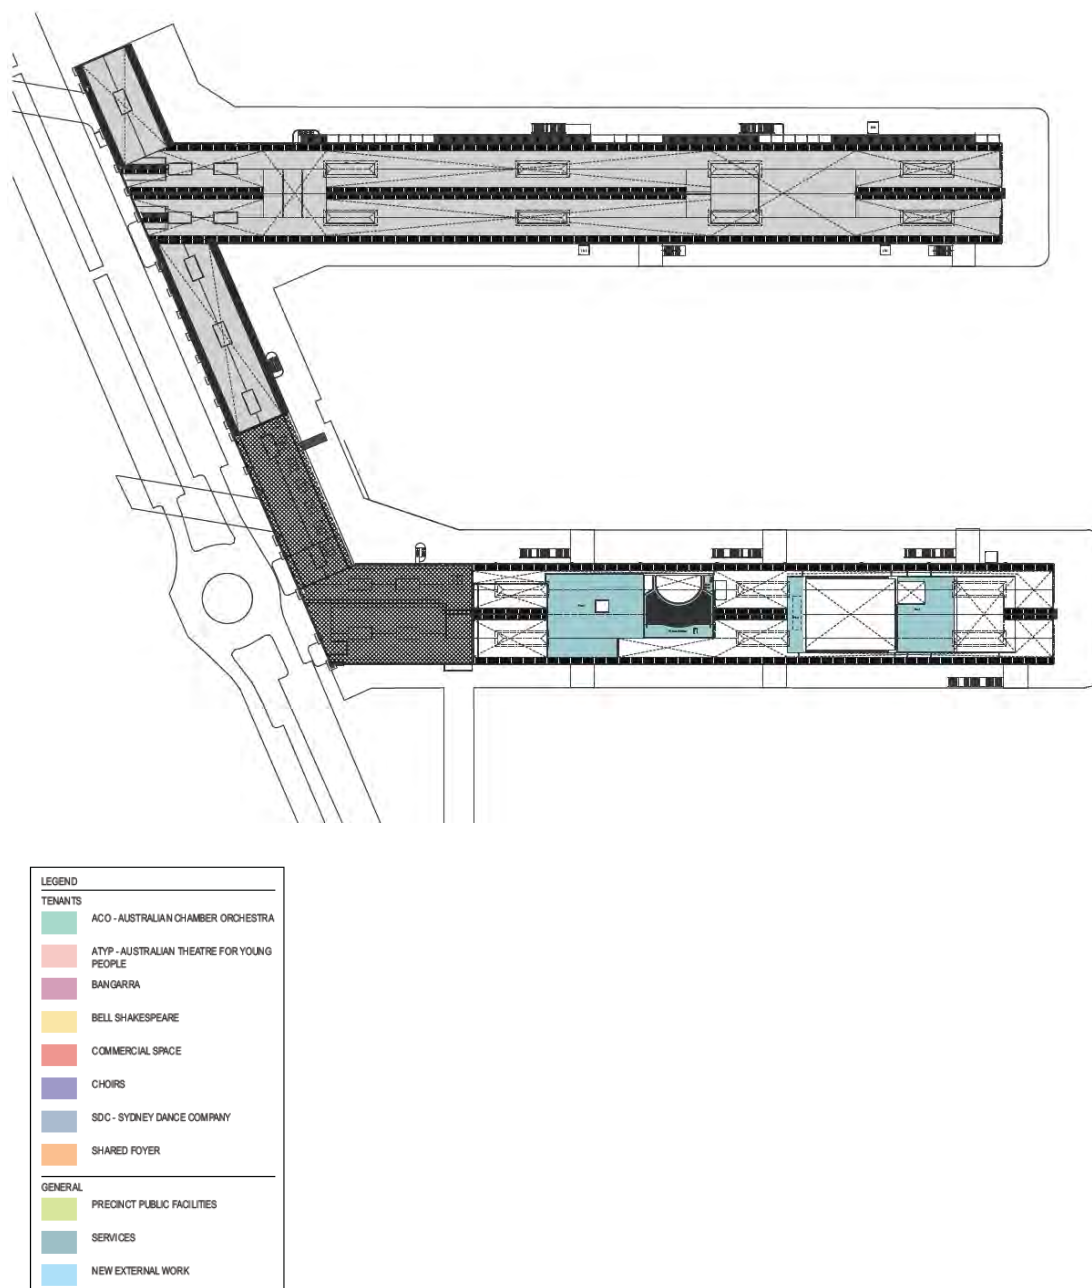 LEGEND
TENANTS
ACO - AUSTRALIAN CHAMBER ORCHESTRA
ATYP - AUSTRALIAN THEATRE FOR YOUNG
PEOPLE
BANGARRA
BELL SHAKESPEARE
COMMERCIAL SPACE
CHOIRS
SDC - SYDNEY DANCE COMPANY
SHARED FOYER
GENERAL
PRECINCT PUBLIC FACILITIES
SERVICES
NEW EXTERNAL WORK